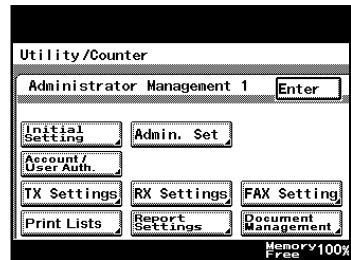 Utility/Counter
Administrator Management 1 Enter
Initial Setting
Admin. Set
Account/ User Auth.
TX Settings RX Settings FAX Setting
Print Lists
Report Settings
Document Management
Memory Free 100%